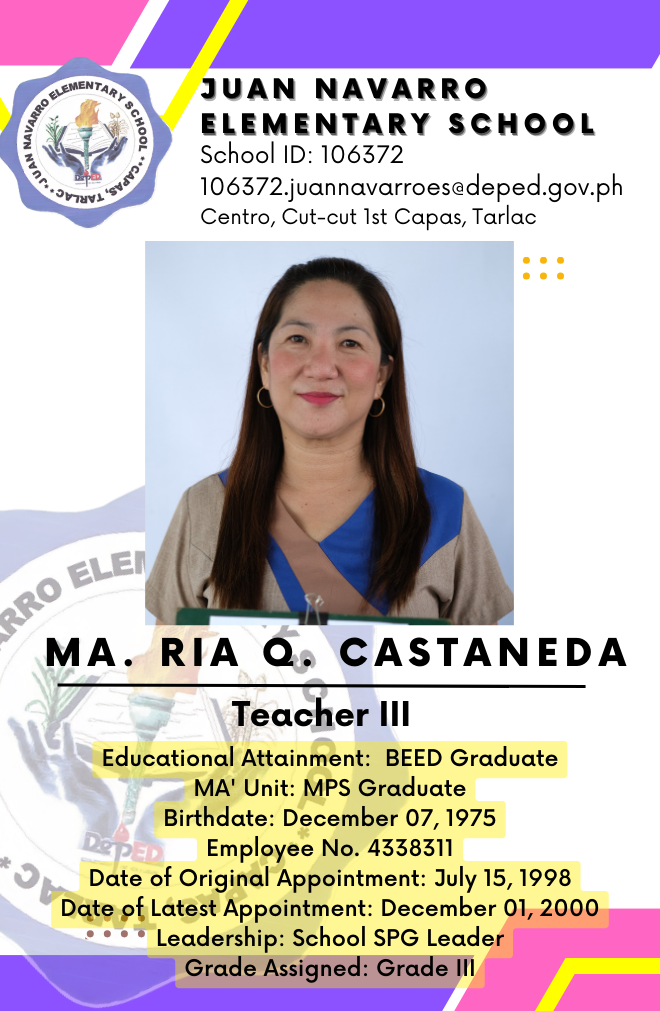 JUAN NAVARRO
ELEMENTARY SCHOOL
School ID: 106372
106372.juannavarroes@deped.gov.ph
Centro, Cut-cut 1st Capas, Tarlac
JUAN NAVARRO ELEMENTARY SCHOOL
* CAPAS, TARLAC *
DepED
MA. RIA Q. CASTANEDA
Teacher III
Educational Attainment: BEED Graduate
MA' Unit: MPS Graduate
Birthdate: December 07, 1975
Employee No. 4338311
Date of Original Appointment: July 15, 1998
Date of Latest Appointment: December 01, 2000
Leadership: School SPG Leader
Grade Assigned: Grade III